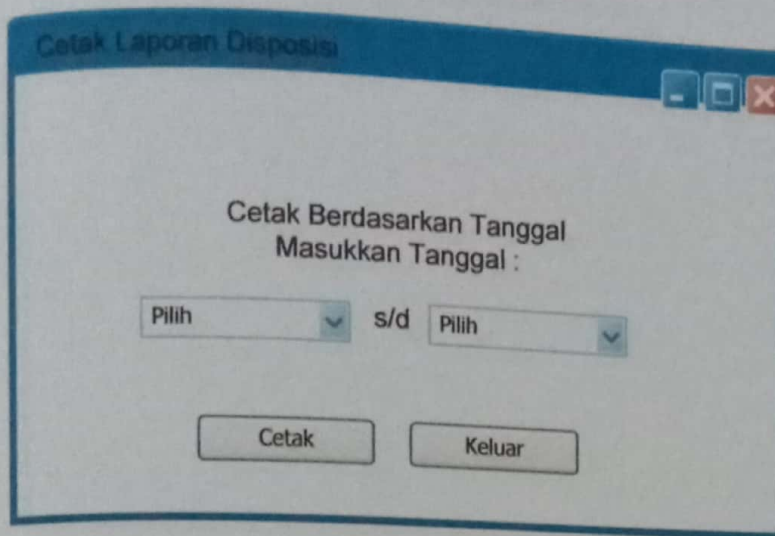 Cetak Laporan Disposisi
Cetak Berdasarkan Tanggal
Masukkan Tanggal :
Pilih s/d Pilih
Cetak Keluar